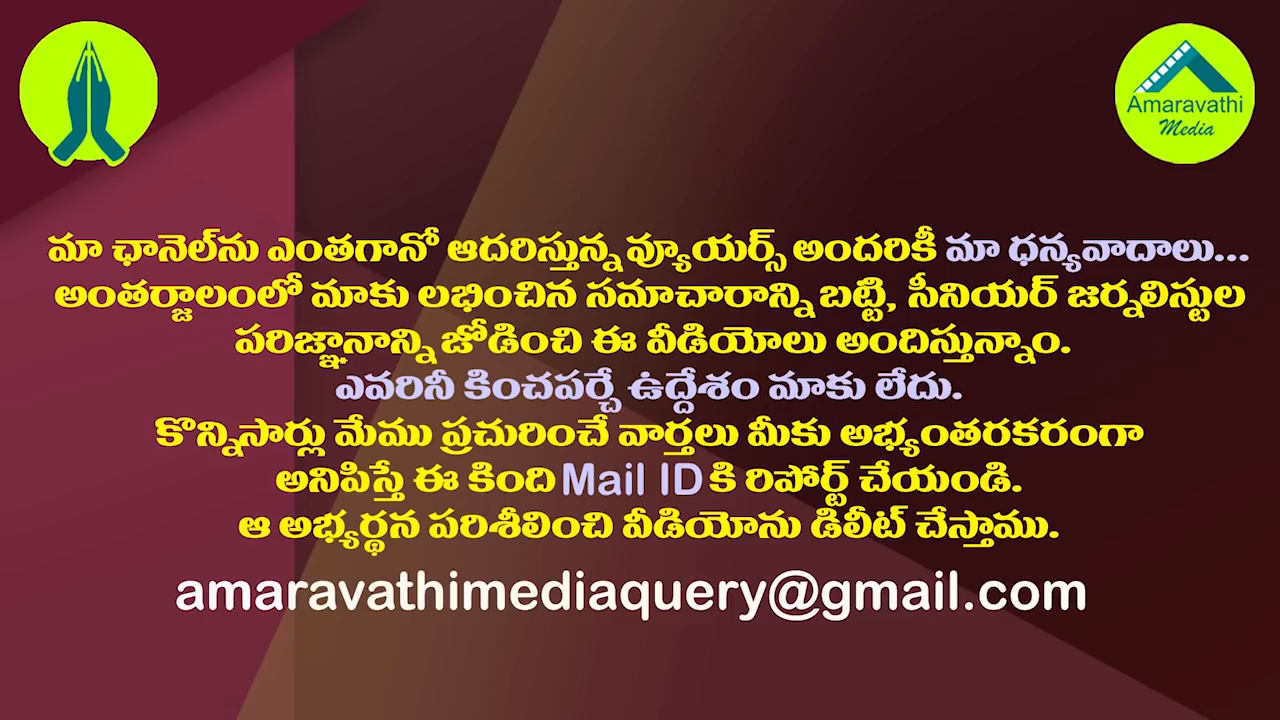 Amaravathi
Media
మా ఛానెల్‌ను ఎంతగానో ఆదరిస్తున్న వ్యూయర్స్ అందరికీ మా ధన్యవాదాలు...
అంతర్జాలంలో మాకు లభించిన సమాచారాన్ని బట్టి, సీనియర్ జర్నలిస్టుల
పరిజ్ఞానాన్ని జోడించి ఈ వీడియోలు అందిస్తున్నాం.
ఎవరినీ కించపర్చే ఉద్దేశం మాకు లేదు.
కొన్నిసార్లు మేము ప్రచురించే వార్తలు మీకు అభ్యంతరకరంగా
అనిపిస్తే ఈ కింది Mail ID కి రిపోర్ట్ చేయండి.
ఆ అభ్యర్థన పరిశీలించి వీడియోను డిలీట్ చేస్తాము.
amaravathimediaquery@gmail.com